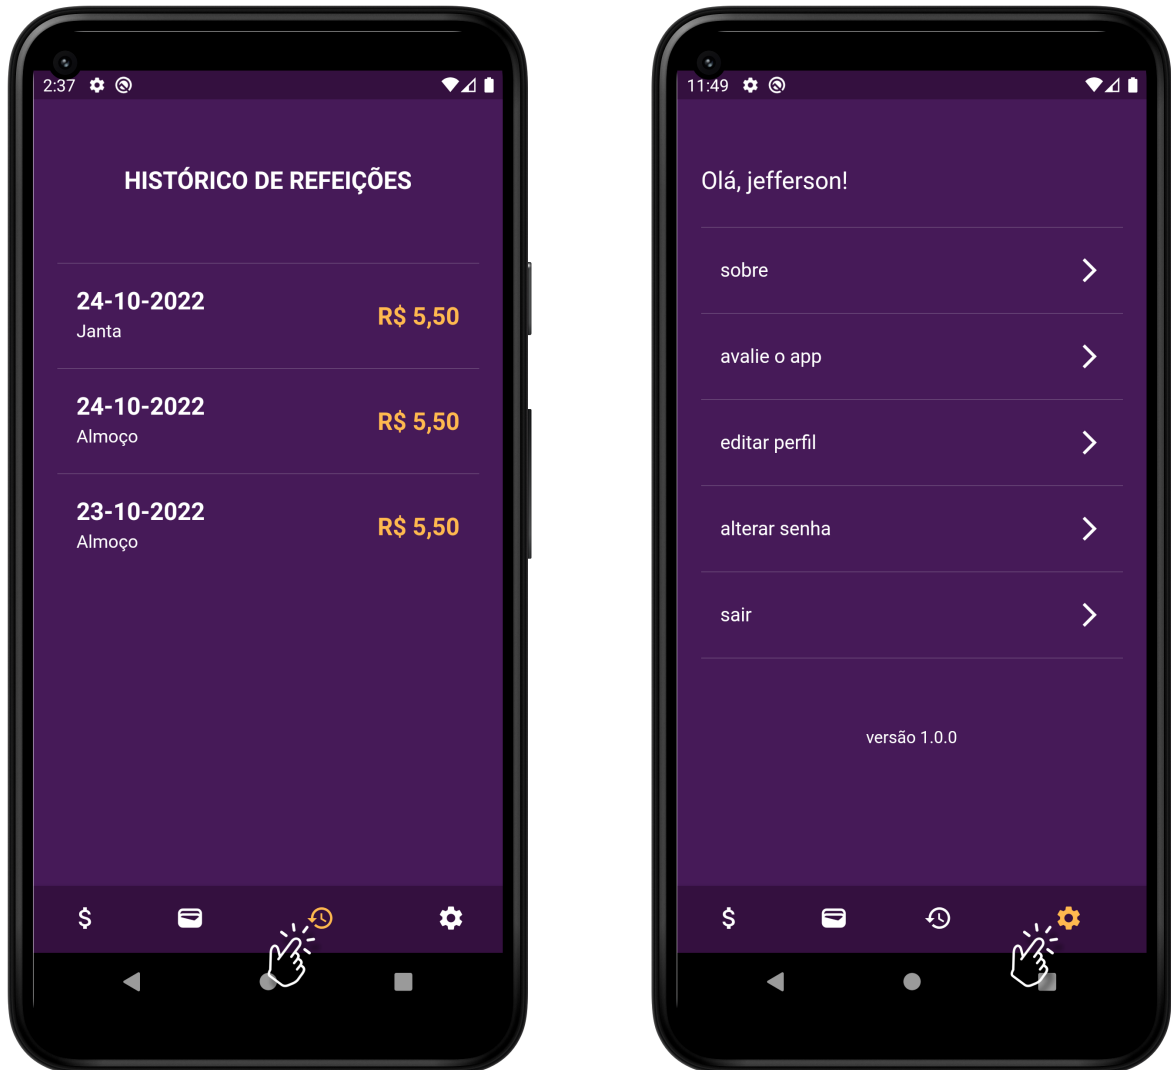 2:37
HISTÓRICO DE REFEIÇÕES
24-10-2022
Janta
R$ 5,50
24-10-2022
Almoço
R$ 5,50
23-10-2022
Almoço
R$ 5,50
$
11:49
Olá, jefferson!
sobre
avalie o app
editar perfil
alterar senha
sair
versão 1.0.0
$